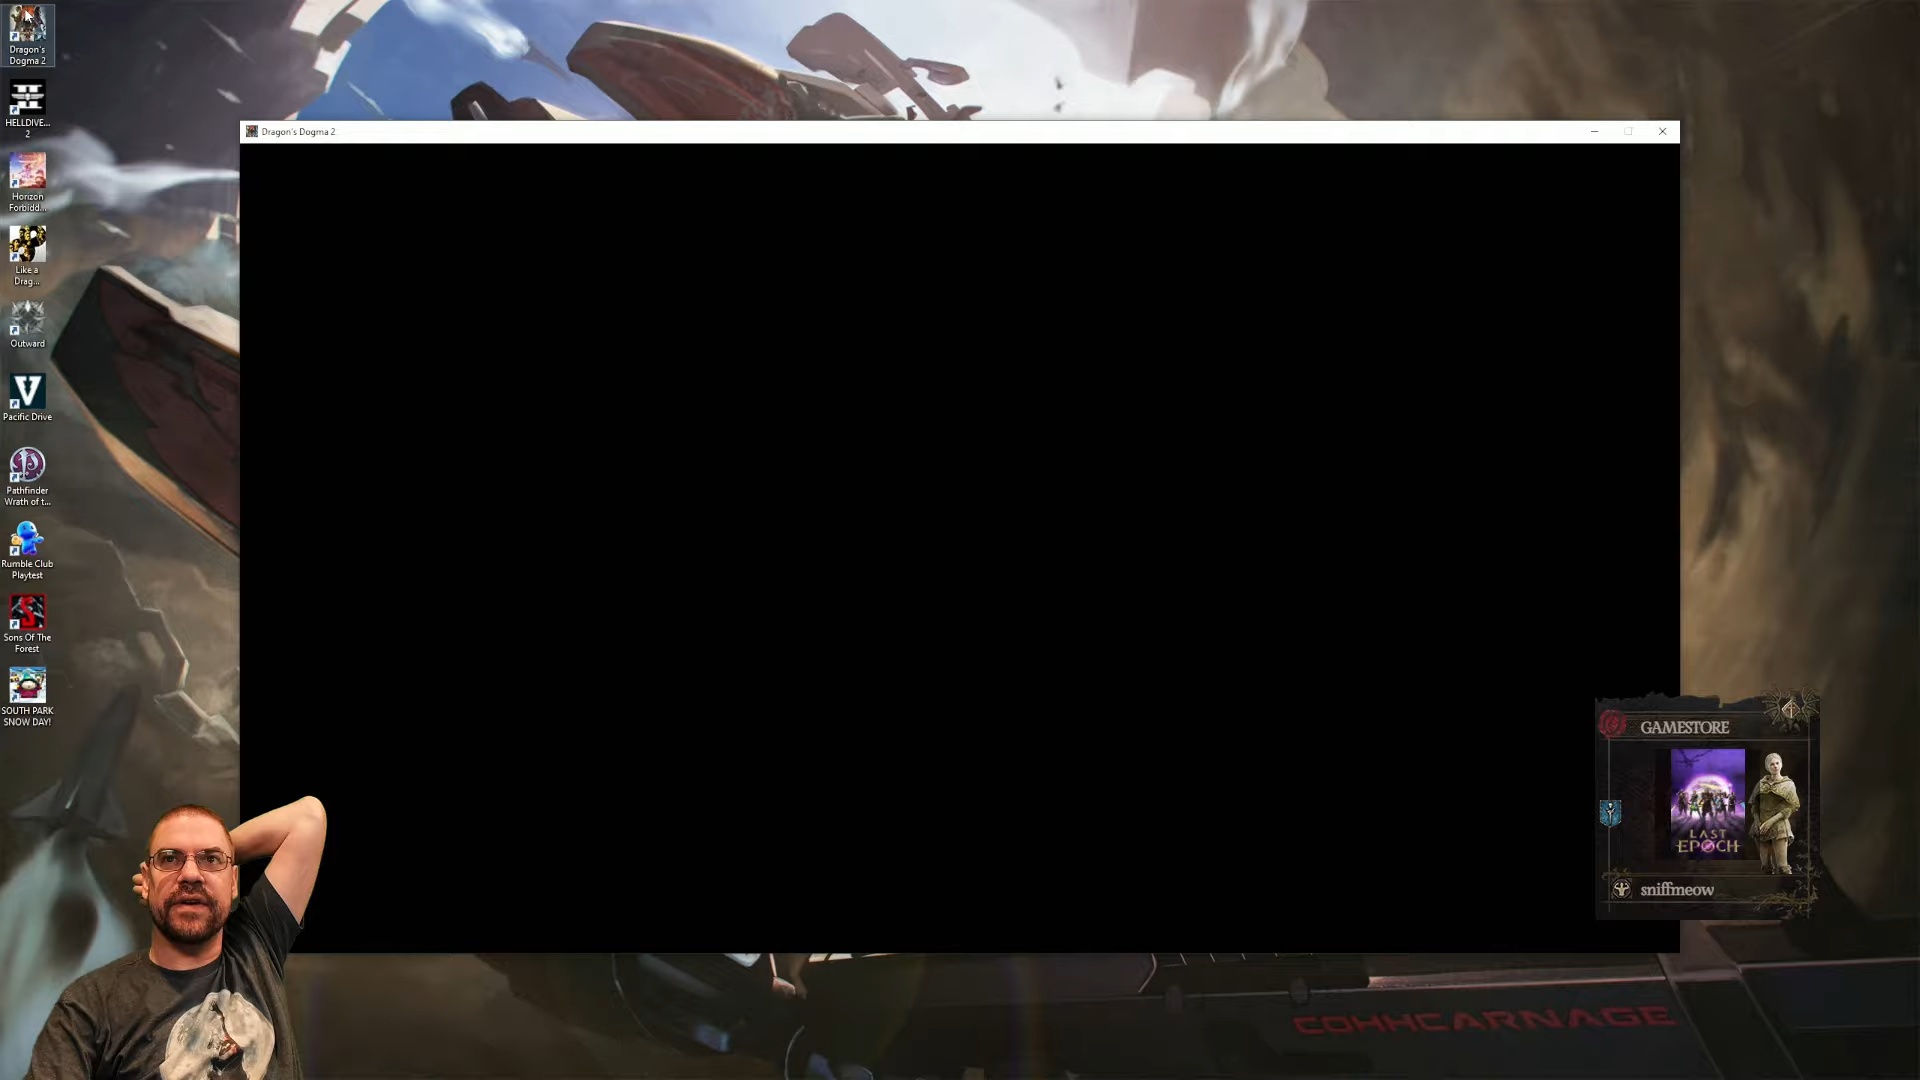 Dragon's
Dogma 2
HELLDIVE...
2
Horizon
Forbidd...
Like a
Drag...
Outward
Pacific Drive
Pathfinder
Wrath of t...
Rumble Club
Playtest
Sons Of The
Forest
SOUTH PARK
SNOW DAY!
Dragon's Dogma 2
GAMESTORE
LAST
EPOCH
sniffmeow
COHHCARNAGE